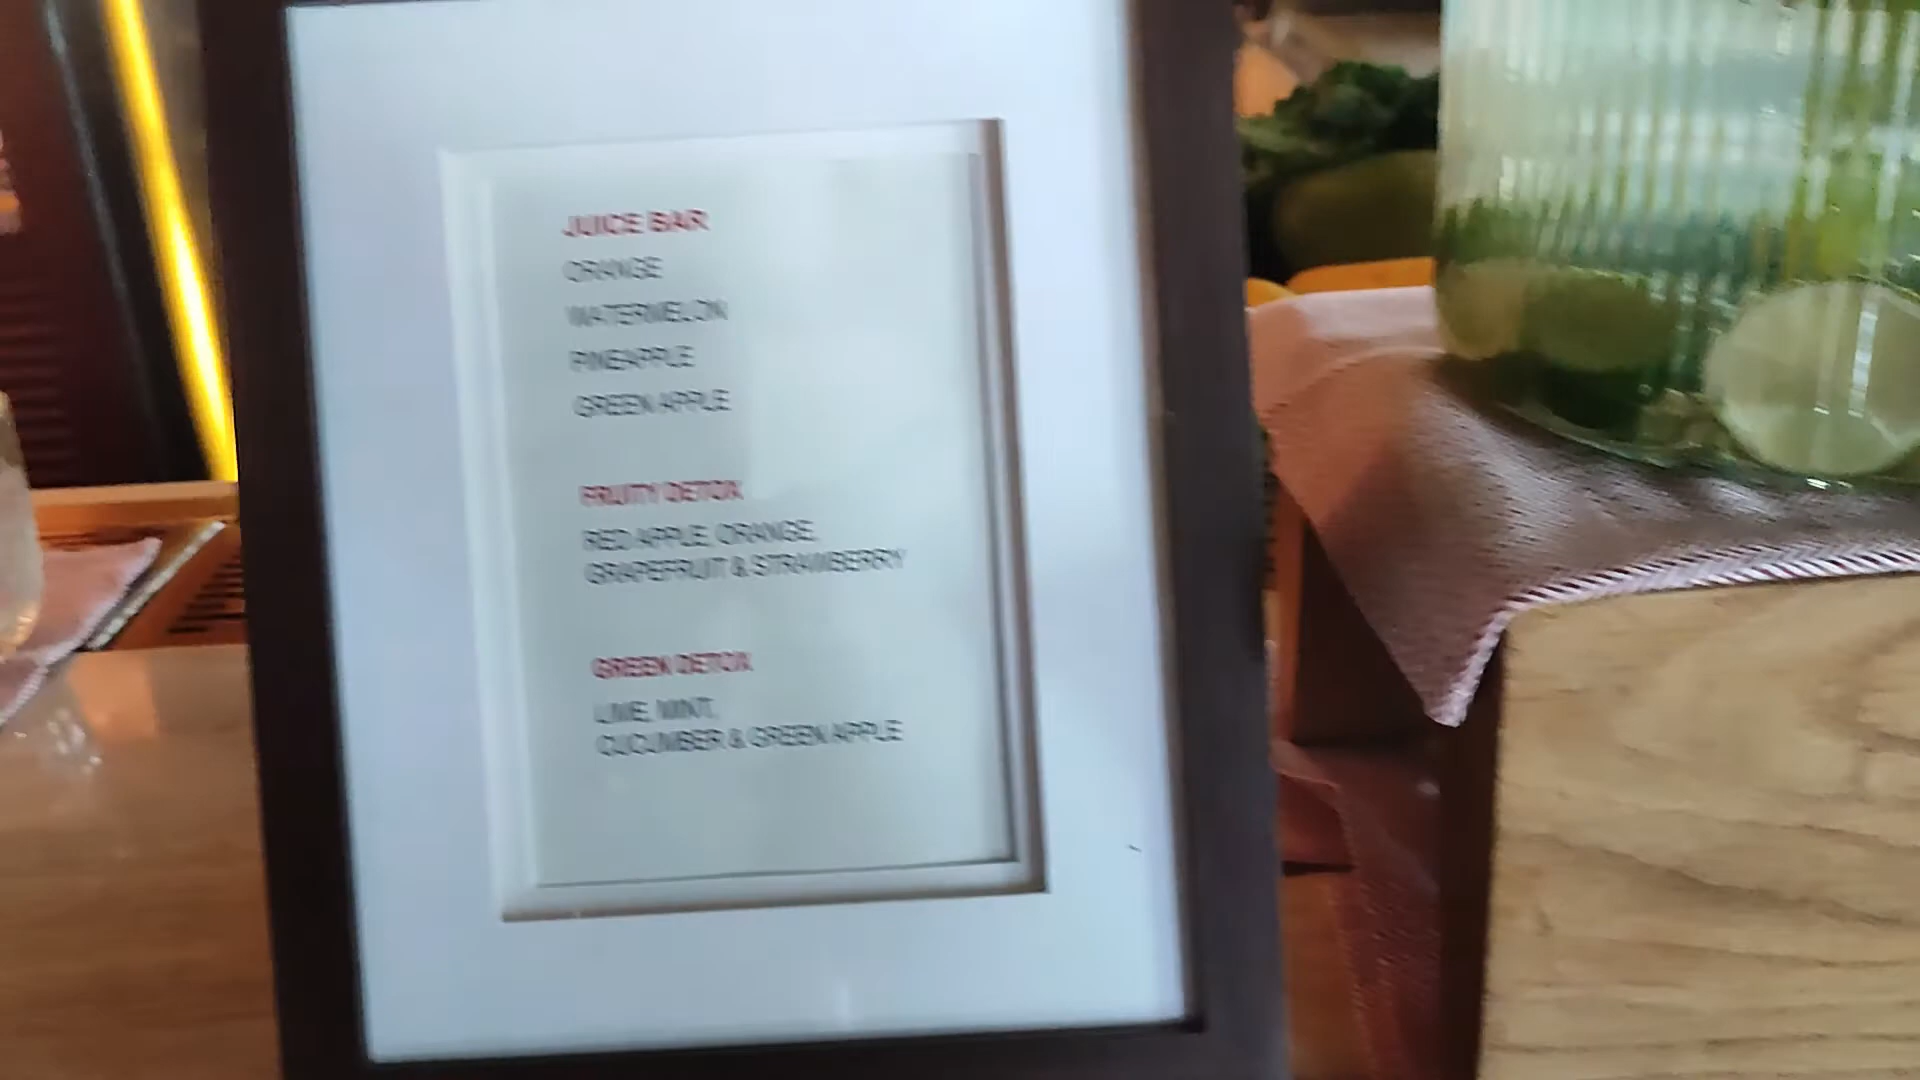 JUICE BAR
ORANGE
WATERMELON
PINEAPPLE
GREEN APPLE
FRUITY DETOX
RED APPLE, ORANGE,
GRAPEFRUIT & STRAWBERRY
GREEN DETOX
LIME, MINT,
CUCUMBER & GREEN APPLE